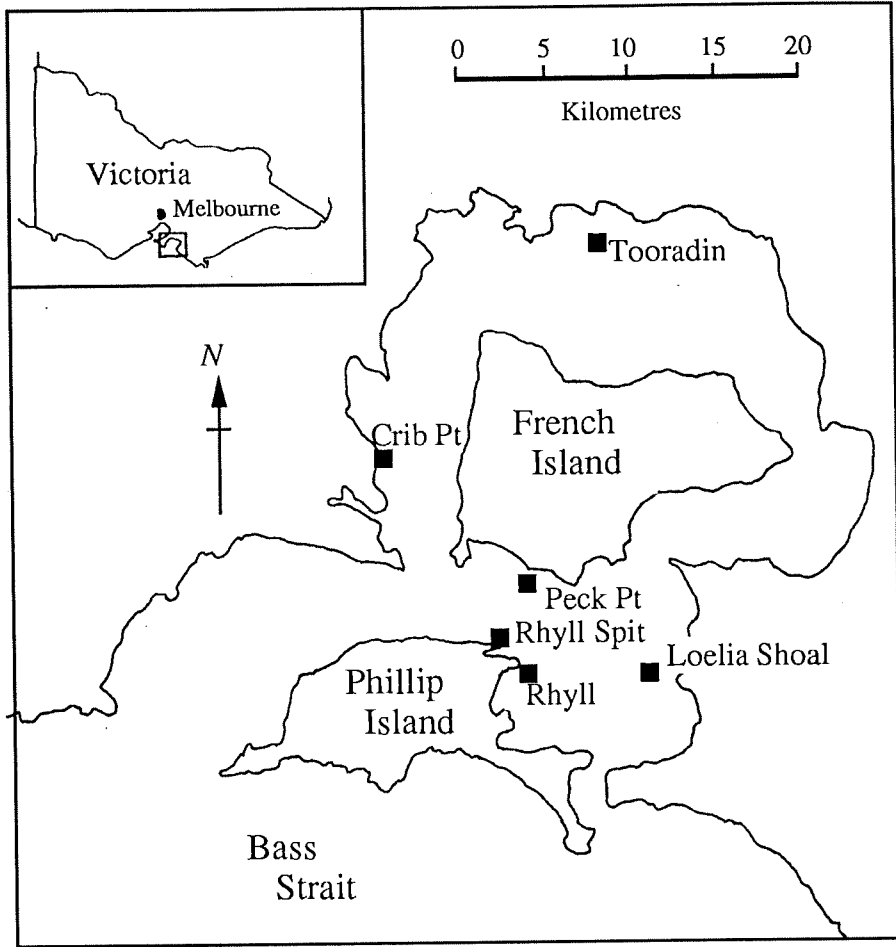 0 5 10 15 20
Kilometres
Victoria
Melbourne
Tooradin
N
Crib Pt
French
Island
Peck Pt
Rhyll Spit
Loelia Shoal
Phillip
Island
Rhyll
Bass
Strait